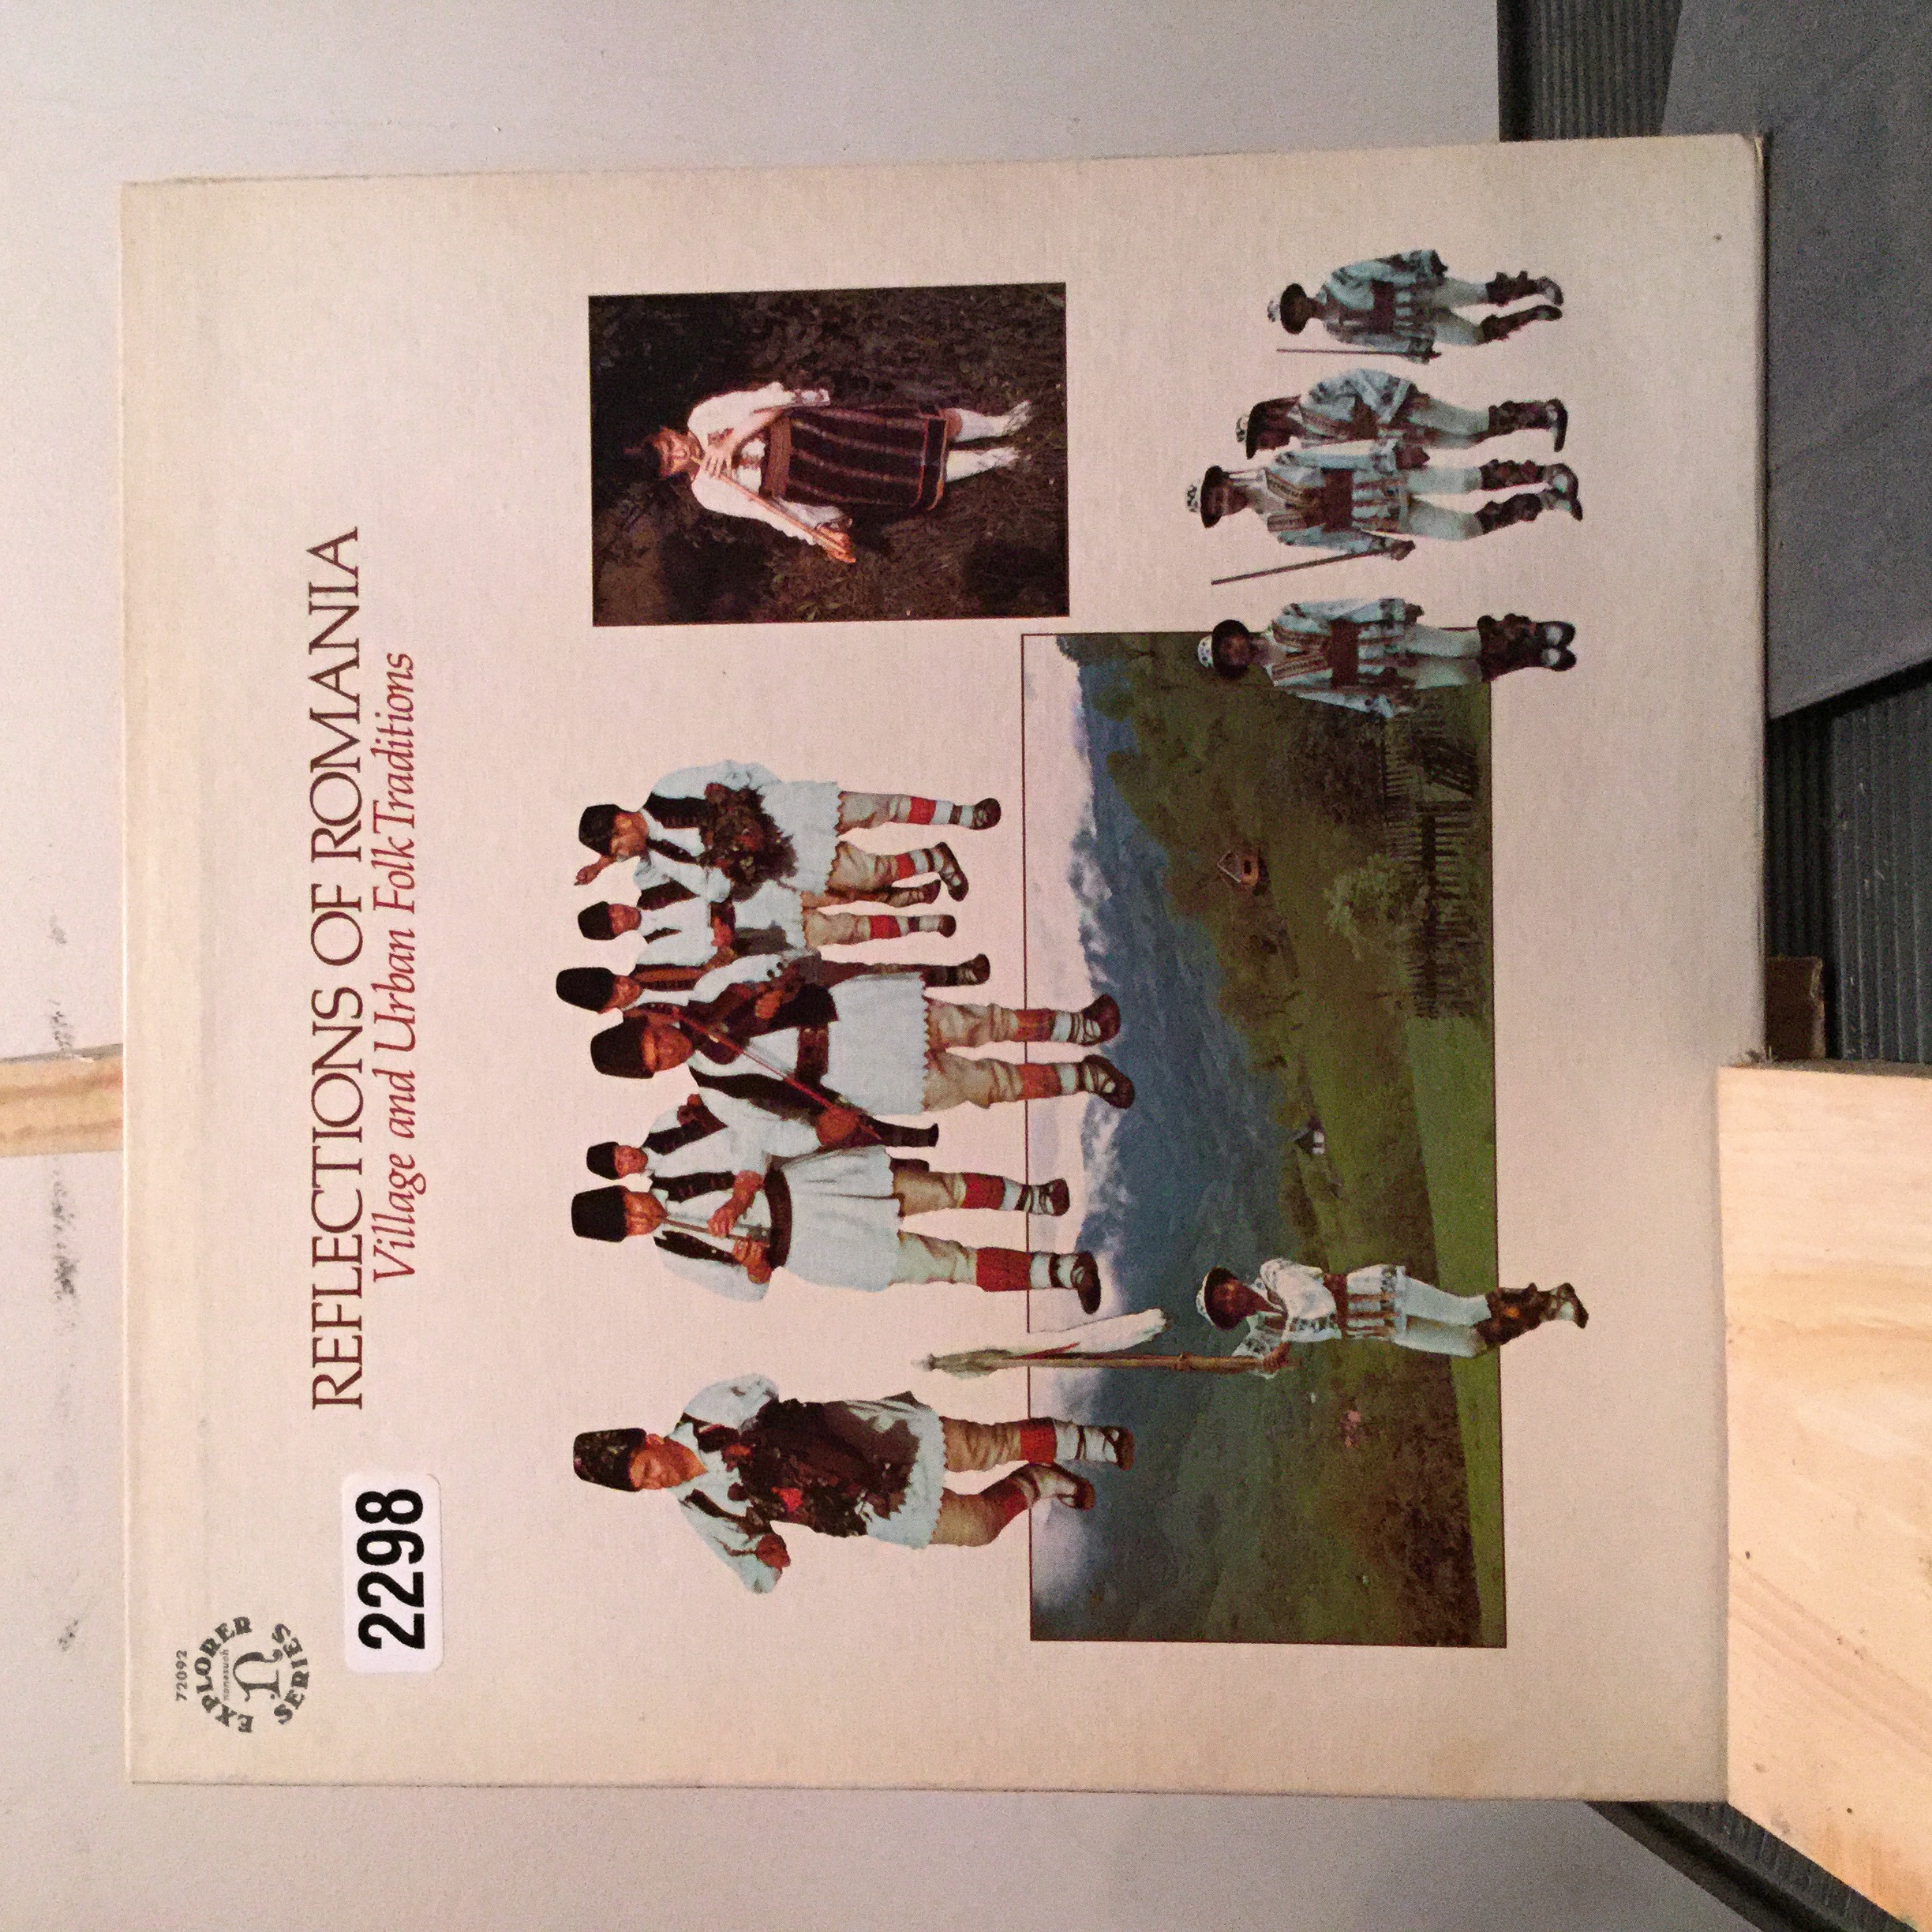 72092
EXPLORER
nonesuch
SERIES
2298
REFLECTIONS OF ROMANIA
Village and Urban Folk Traditions